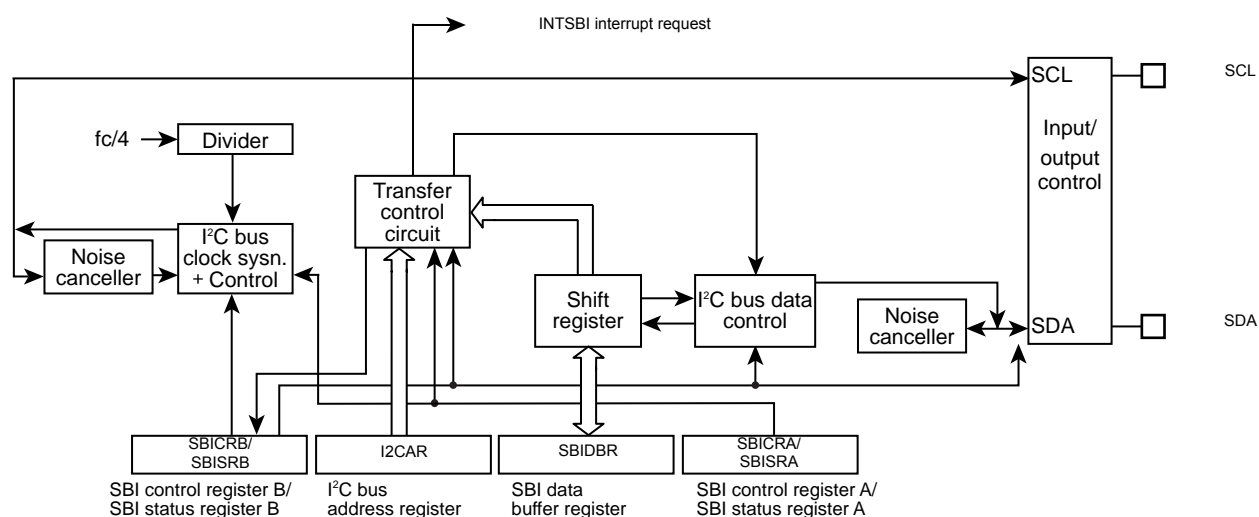 INTSBI interrupt request
SCL
SCL
fc/4
Divider
Input/
output
control
Transfer
control
circuit
I²C bus
clock sysn.
+ Control
Noise
canceller
Shift
register
I²C bus data
control
Noise
canceller
SDA
SDA
SBICRB/
SBISRB
I2CAR
SBIDBR
SBICRA/
SBISRA
SBI control register B/
SBI status register B
I²C bus
address register
SBI data
buffer register
SBI control register A/
SBI status register A